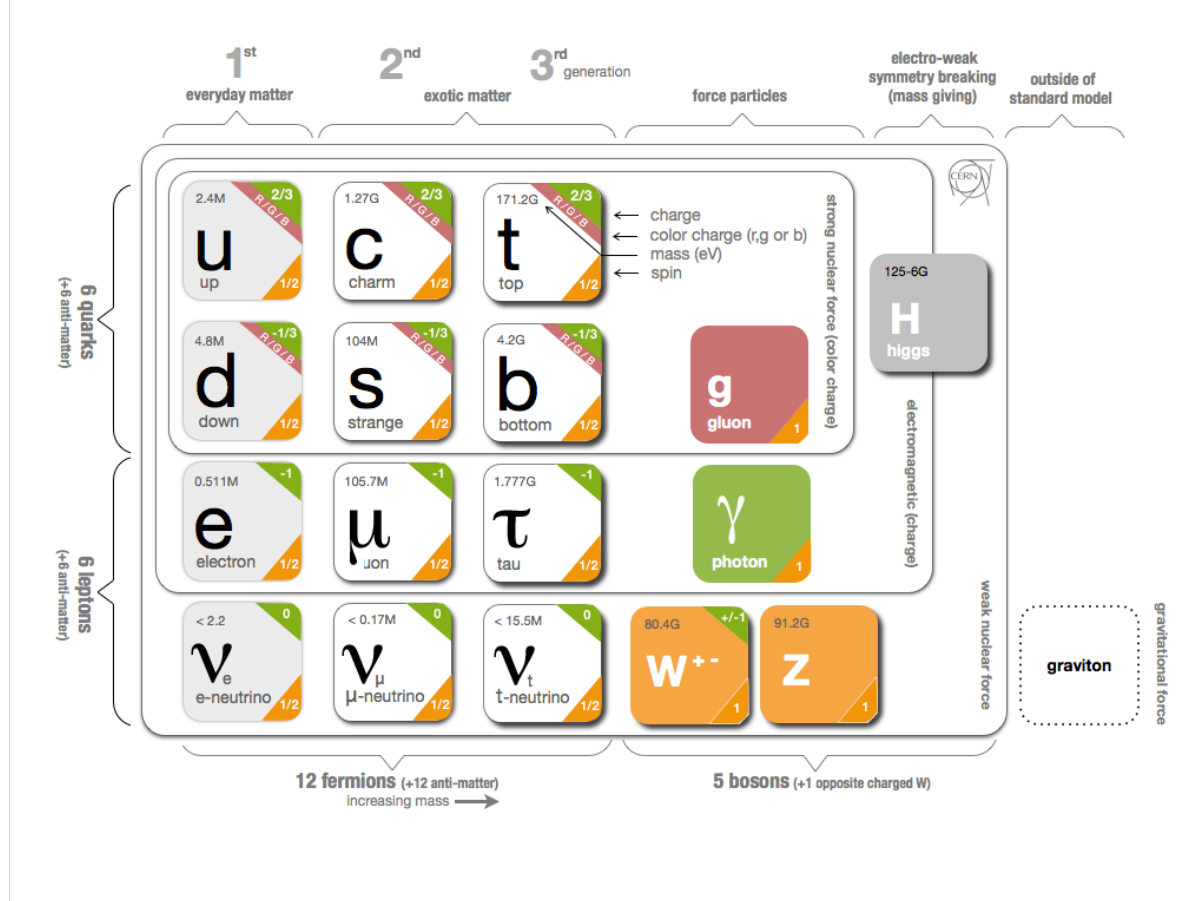 1st
2nd
3rd generation
everyday matter
exotic matter
force particles
electro-weak
symmetry breaking
(mass giving)
outside of
standard model
6 quarks
(+6 anti-matter)
2.4M
2/3
R/G/B
u
up
1/2
1.27G
2/3
R/G/B
c
charm
1/2
171.2G
2/3
R/G/B
t
top
1/2
charge
color charge (r,g or b)
mass (eV)
spin
strong nuclear force (color charge)
CERN
125-6G
H
higgs
4.8M
-1/3
R/G/B
d
down
1/2
104M
-1/3
R/G/B
s
strange
1/2
4.2G
-1/3
R/G/B
b
bottom
1/2
g
gluon
1
electromagnetic (charge)
6 leptons
(+6 anti-matter)
0.511M
-1
e
electron
1/2
105.7M
-1
μ
uon
1/2
1.777G
-1
τ
tau
1/2
γ
photon
1
weak nuclear force
< 2.2
0
νe
e-neutrino
1/2
< 0.17M
0
νμ
μ-neutrino
1/2
< 15.5M
0
νt
t-neutrino
1/2
80.4G
+/-1
W+-
1
91.2G
Z
1
graviton
gravitational force
12 fermions (+12 anti-matter)
increasing mass
5 bosons (+1 opposite charged W)